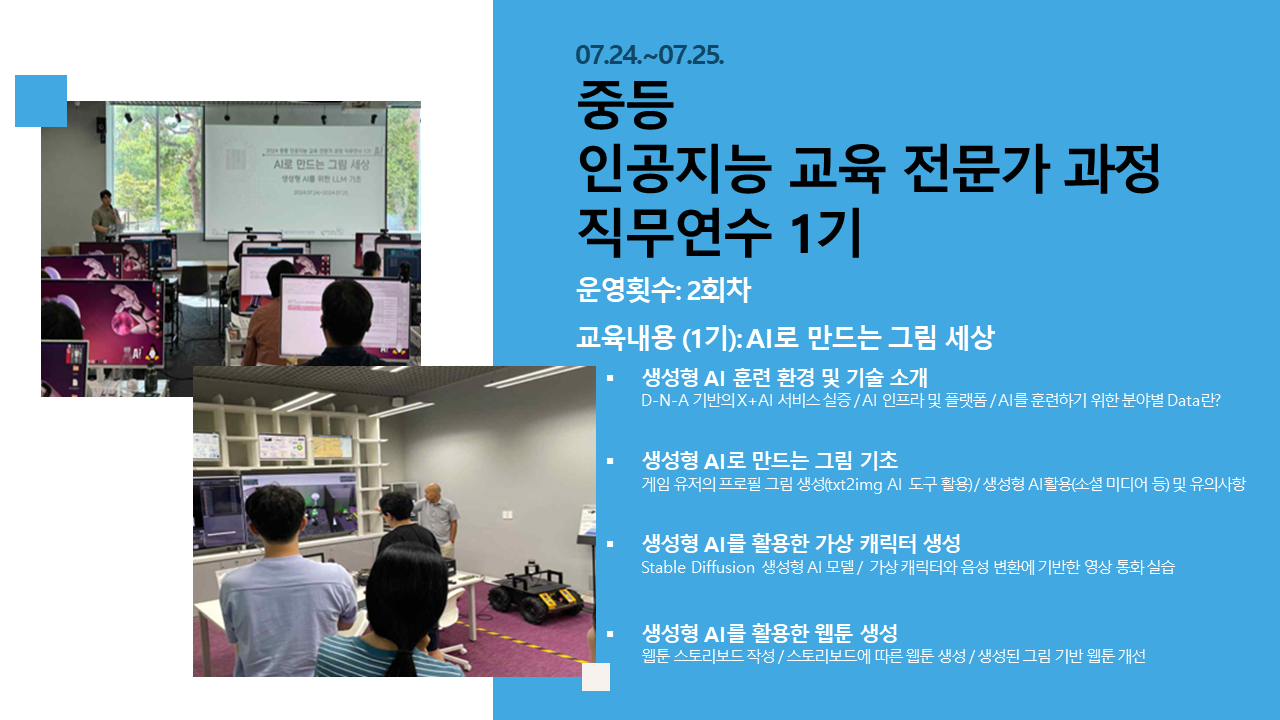 07.24.~07.25.
중등
인공지능 교육 전문가 과정
직무연수 1기
운영횟수: 2회차
교육내용 (1기): AI로 만드는 그림 세상
▪ 생성형 AI 훈련 환경 및 기술 소개
D-N-A 기반의 X+AI 서비스 실증 / AI 인프라 및 플랫폼 / AI를 훈련하기 위한 분야별 Data란?
▪ 생성형 AI로 만드는 그림 기초
게임 유저의 프로필 그림 생성(txt2img AI 도구 활용) / 생성형 AI활용(소셜 미디어 등) 및 유의사항
▪ 생성형 AI를 활용한 가상 캐릭터 생성
Stable Diffusion 생성형 AI 모델 / 가상 캐릭터와 음성 변환에 기반한 영상 통화 실습
▪ 생성형 AI를 활용한 웹툰 생성
웹툰 스토리보드 작성 / 스토리보드에 따른 웹툰 생성 / 생성된 그림 기반 웹툰 개선
2024 중등 인공지능 교육 전문가 과정 직무연수 1기
AI로 만드는 그림 세상
생성형 AI를 위한 LLM 기초
2024.07.24.~2024.07.25.